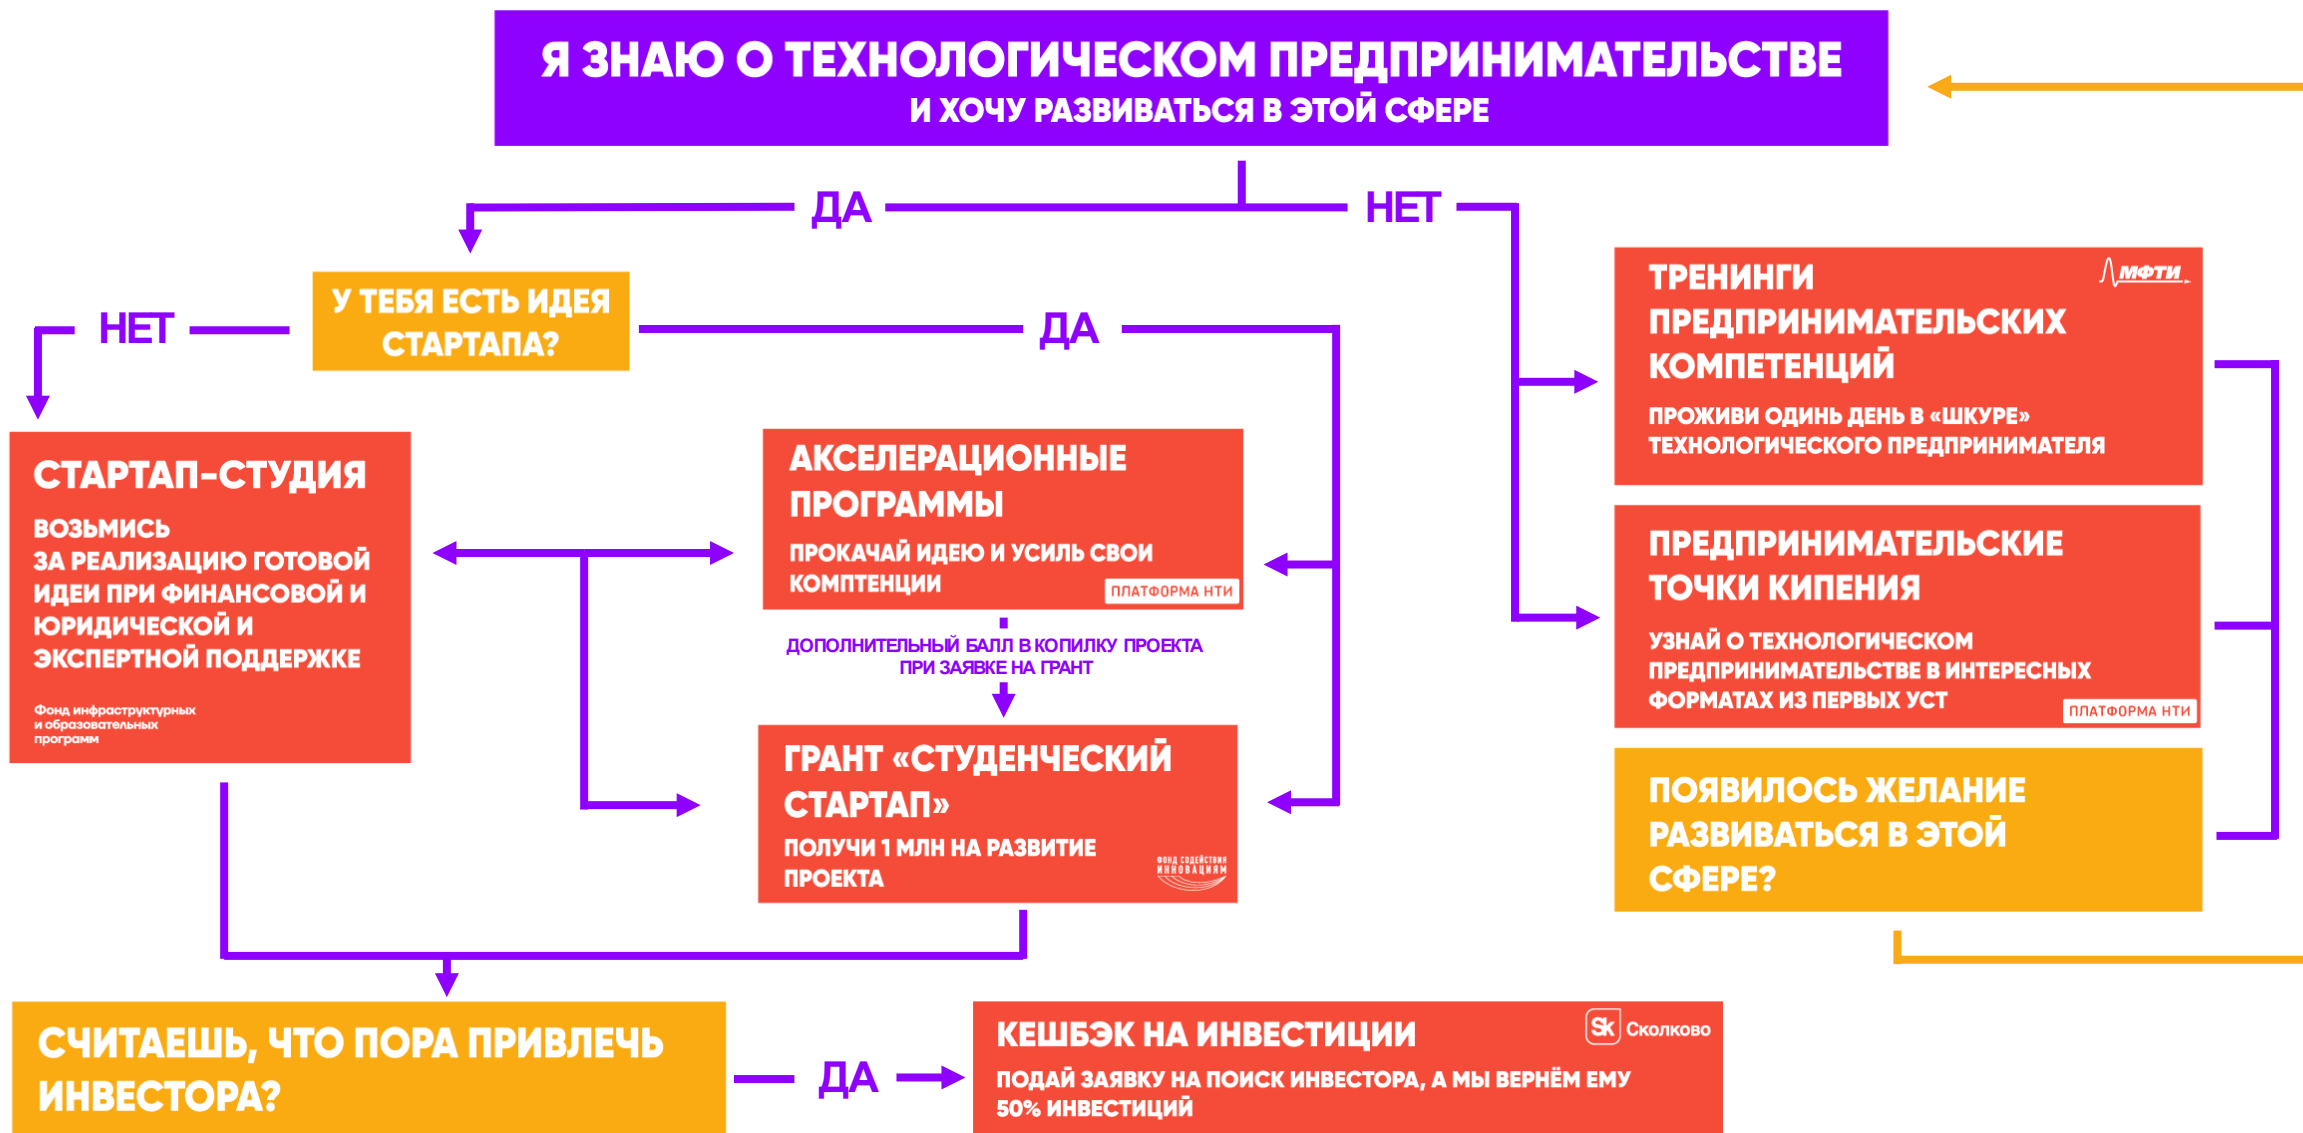 Я ЗНАЮ О ТЕХНОЛОГИЧЕСКОМ ПРЕДПРИНИМАТЕЛЬСТВЕ
И ХОЧУ РАЗВИВАТЬСЯ В ЭТОЙ СФЕРЕ
ДА
НЕТ
У ТЕБЯ ЕСТЬ ИДЕЯ
СТАРТАПА?
НЕТ
ДА
СТАРТАП-СТУДИЯ
ВОЗЬМИСЬ
ЗА РЕАЛИЗАЦИЮ ГОТОВОЙ
ИДЕИ ПРИ ФИНАНСОВОЙ И
ЮРИДИЧЕСКОЙ И
ЭКСПЕРТНОЙ ПОДДЕРЖКЕ
Фонд инфраструктурных
и образовательных
программ
АКСЕЛЕРАЦИОННЫЕ
ПРОГРАММЫ
ПРОКАЧАЙ ИДЕЮ И УСИЛЬ СВОИ
КОМПТЕНЦИИ
ПЛАТФОРМА НТИ
ДОПОЛНИТЕЛЬНЫЙ БАЛЛ В КОПИЛКУ ПРОЕКТА
ПРИ ЗАЯВКЕ НА ГРАНТ
ГРАНТ «СТУДЕНЧЕСКИЙ
СТАРТАП»
ПОЛУЧИ 1 МЛН НА РАЗВИТИЕ
ПРОЕКТА
ФОНД СОДЕЙСТВИЯ
ИННОВАЦИЯМ
ТРЕНИНГИ
ПРЕДПРИНИМАТЕЛЬСКИХ
КОМПЕТЕНЦИЙ
МФТИ
ПРОЖИВИ ОДИНЬ ДЕНЬ В «ШКУРЕ»
ТЕХНОЛОГИЧЕСКОГО ПРЕДПРИНИМАТЕЛЯ
ПРЕДПРИНИМАТЕЛЬСКИЕ
ТОЧКИ КИПЕНИЯ
УЗНАЙ О ТЕХНОЛОГИЧЕСКОМ
ПРЕДПРИНИМАТЕЛЬСТВЕ В ИНТЕРЕСНЫХ
ФОРМАТАХ ИЗ ПЕРВЫХ УСТ
ПЛАТФОРМА НТИ
ПОЯВИЛОСЬ ЖЕЛАНИЕ
РАЗВИВАТЬСЯ В ЭТОЙ
СФЕРЕ?
СЧИТАЕШЬ, ЧТО ПОРА ПРИВЛЕЧЬ
ИНВЕСТОРА?
ДА
КЕШБЭК НА ИНВЕСТИЦИИ
Sk Сколково
ПОДАЙ ЗАЯВКУ НА ПОИСК ИНВЕСТОРА, А МЫ ВЕРНЁМ ЕМУ
50% ИНВЕСТИЦИЙ